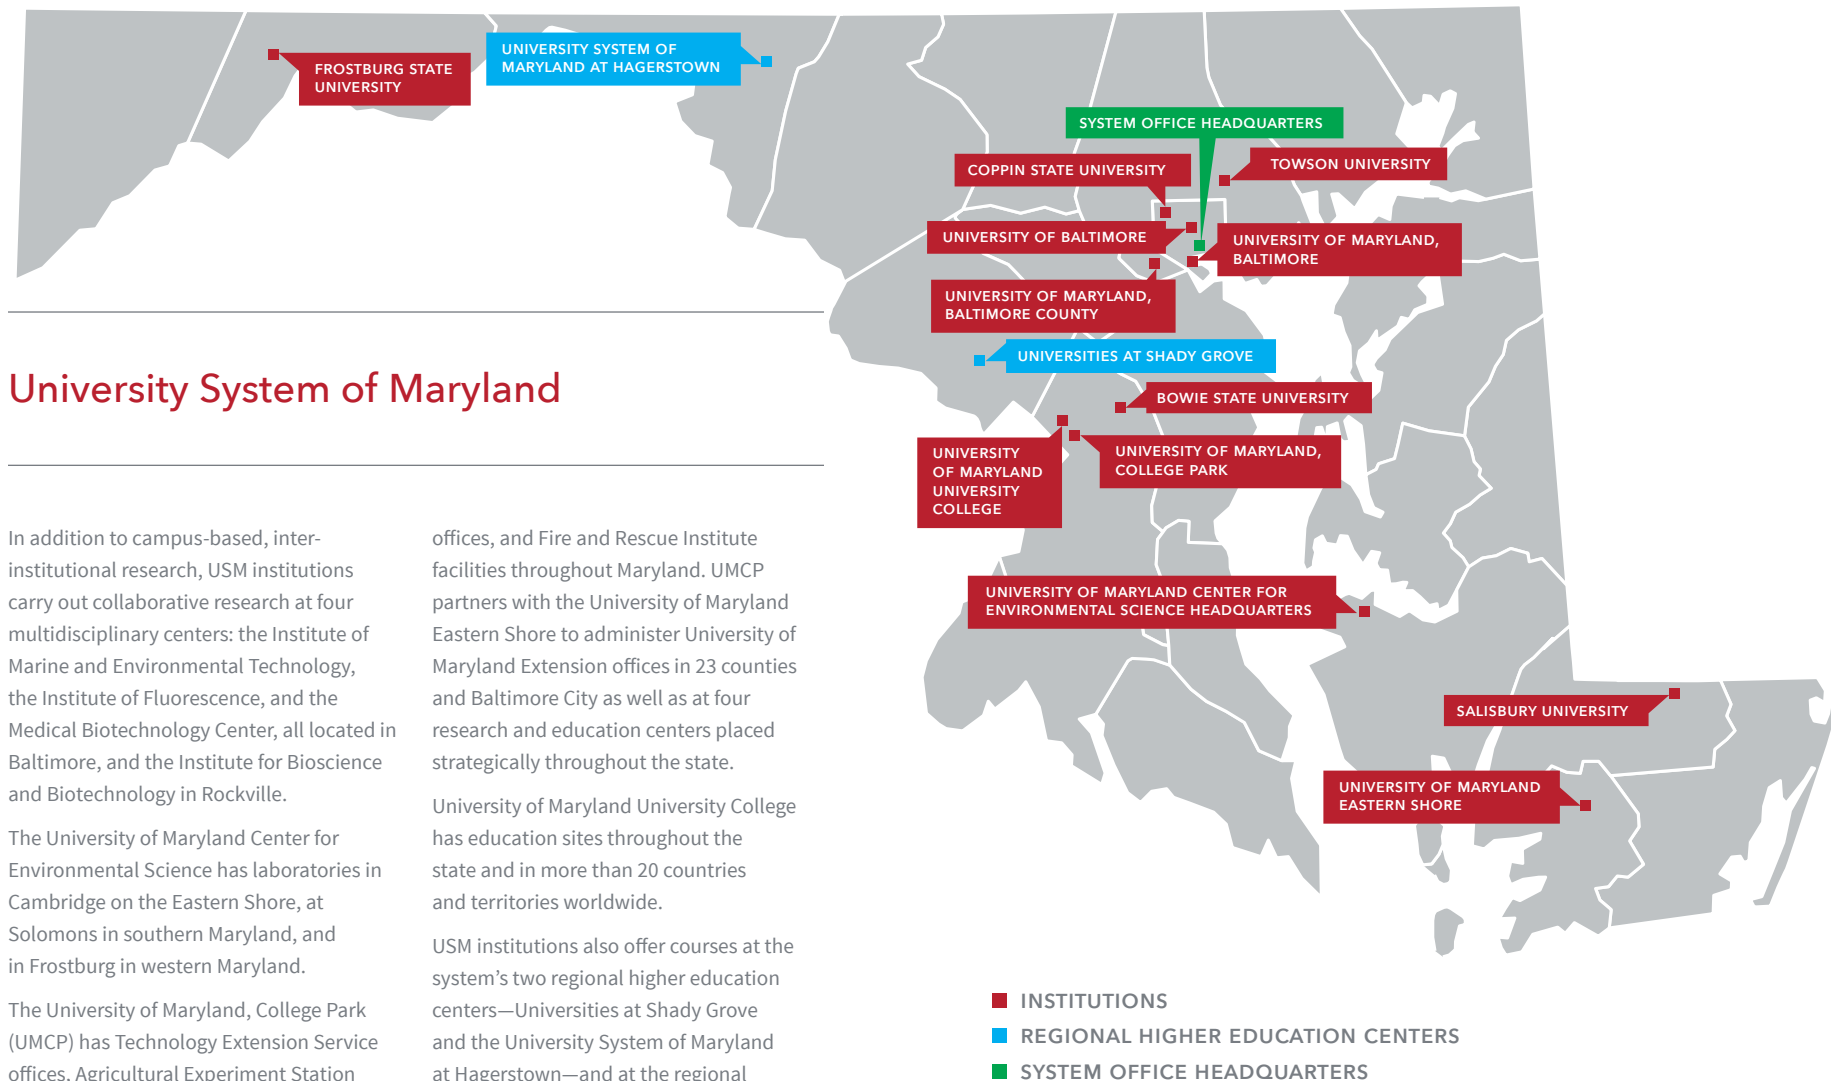 FROSTBURG STATE
UNIVERSITY
UNIVERSITY SYSTEM OF
MARYLAND AT HAGERSTOWN
SYSTEM OFFICE HEADQUARTERS
COPPIN STATE UNIVERSITY
TOWSON UNIVERSITY
UNIVERSITY OF BALTIMORE
UNIVERSITY OF MARYLAND,
BALTIMORE
UNIVERSITY OF MARYLAND,
BALTIMORE COUNTY
UNIVERSITIES AT SHADY GROVE
BOWIE STATE UNIVERSITY
UNIVERSITY
OF MARYLAND
UNIVERSITY
COLLEGE
UNIVERSITY OF MARYLAND,
COLLEGE PARK
UNIVERSITY OF MARYLAND CENTER FOR
ENVIRONMENTAL SCIENCE HEADQUARTERS
SALISBURY UNIVERSITY
UNIVERSITY OF MARYLAND
EASTERN SHORE
University System of Maryland
In addition to campus-based, inter-
institutional research, USM institutions
carry out collaborative research at four
multidisciplinary centers: the Institute of
Marine and Environmental Technology,
the Institute of Fluorescence, and the
Medical Biotechnology Center, all located in
Baltimore, and the Institute for Bioscience
and Biotechnology in Rockville.
The University of Maryland Center for
Environmental Science has laboratories in
Cambridge on the Eastern Shore, at
Solomons in southern Maryland, and
in Frostburg in western Maryland.
The University of Maryland, College Park
(UMCP) has Technology Extension Service
offices, Agricultural Experiment Station
offices, and Fire and Rescue Institute
facilities throughout Maryland. UMCP
partners with the University of Maryland
Eastern Shore to administer University of
Maryland Extension offices in 23 counties
and Baltimore City as well as at four
research and education centers placed
strategically throughout the state.
University of Maryland University College
has education sites throughout the
state and in more than 20 countries
and territories worldwide.
USM institutions also offer courses at the
system’s two regional higher education
centers—Universities at Shady Grove
and the University System of Maryland
at Hagerstown—and at the regional
INSTITUTIONS
REGIONAL HIGHER EDUCATION CENTERS
SYSTEM OFFICE HEADQUARTERS